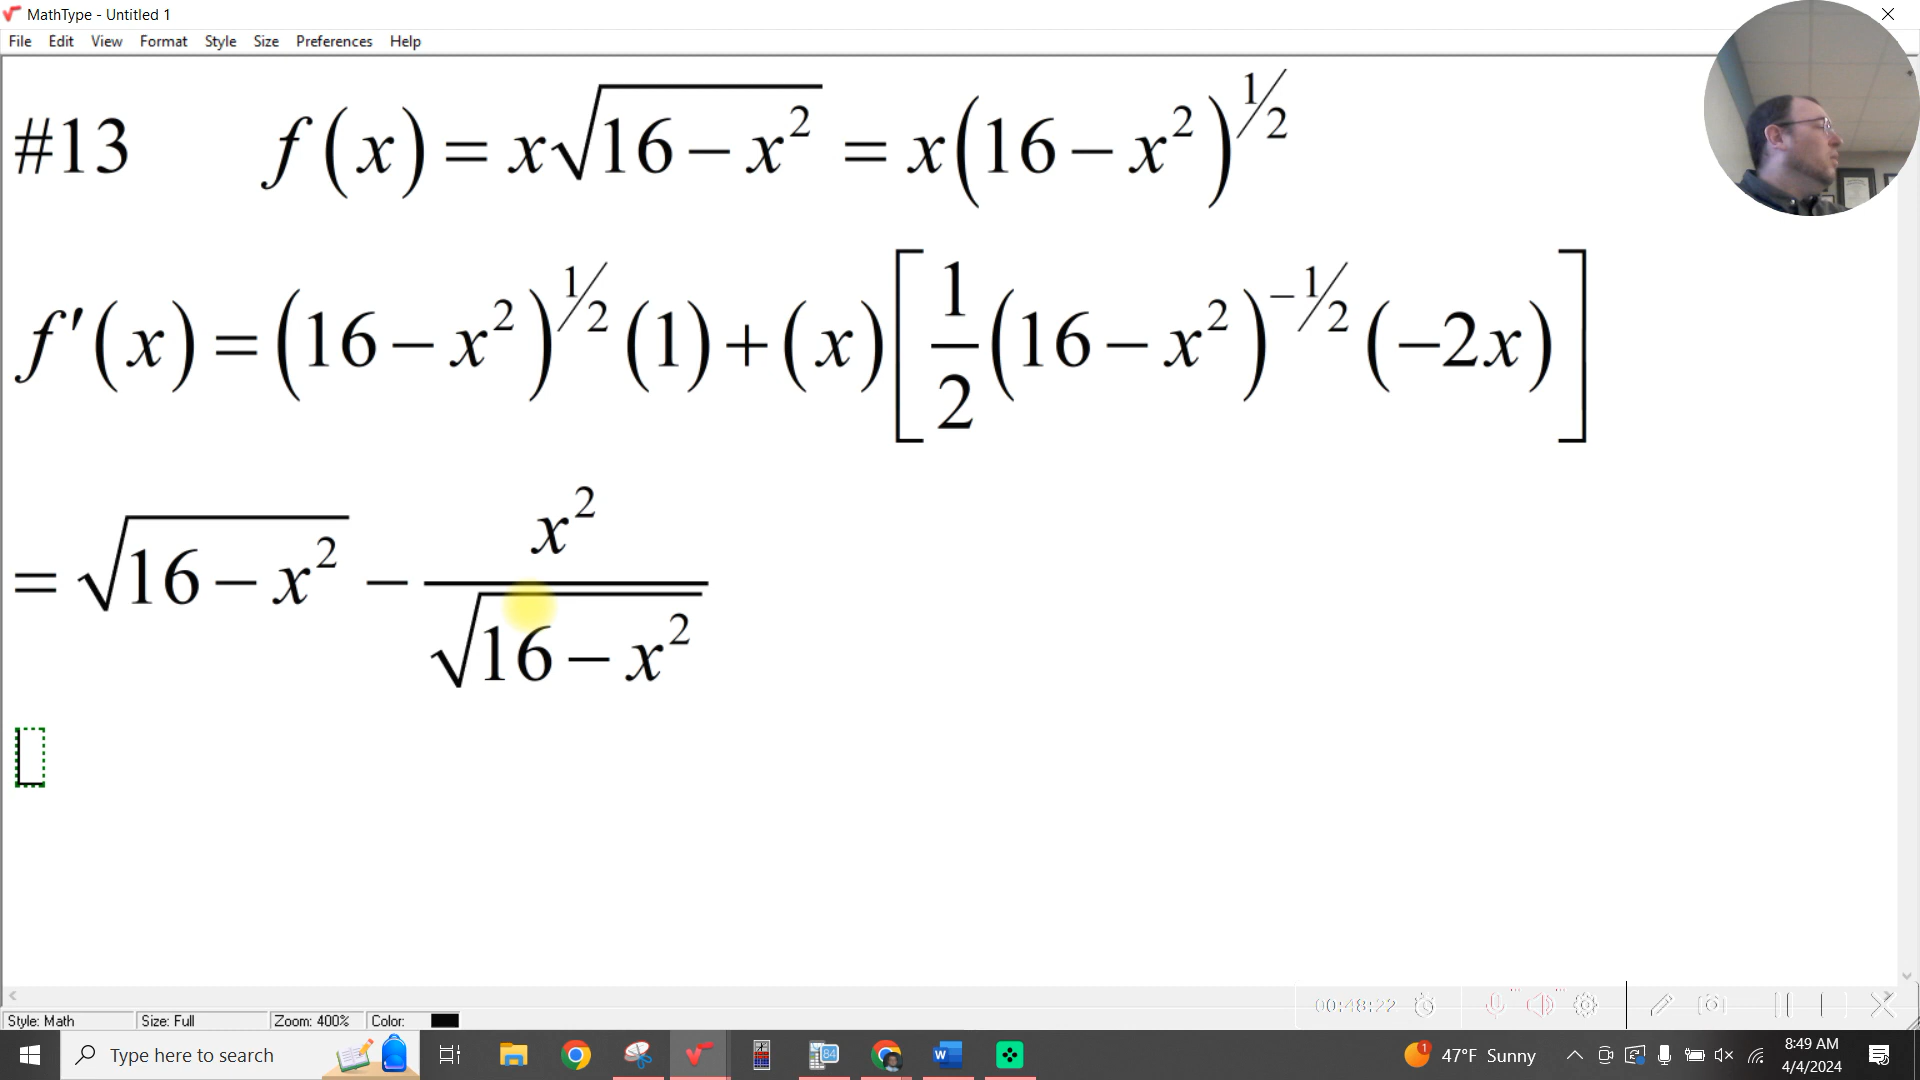 MathType - Untitled 1
File Edit View Format Style Size Preferences Help
#13 f(x) = x√(16 − x²) = x(16 − x²)^(1/2)
f′(x) = (16 − x²)^(1/2) (1) + (x)[1/2 (16 − x²)^(−1/2) (−2x)]
= √(16 − x²) − x²/√(16 − x²)
00:48:22
Style: Math Size: Full Zoom: 400% Color:
Type here to search
84
W
1
47°F Sunny
8:49 AM
4/4/2024